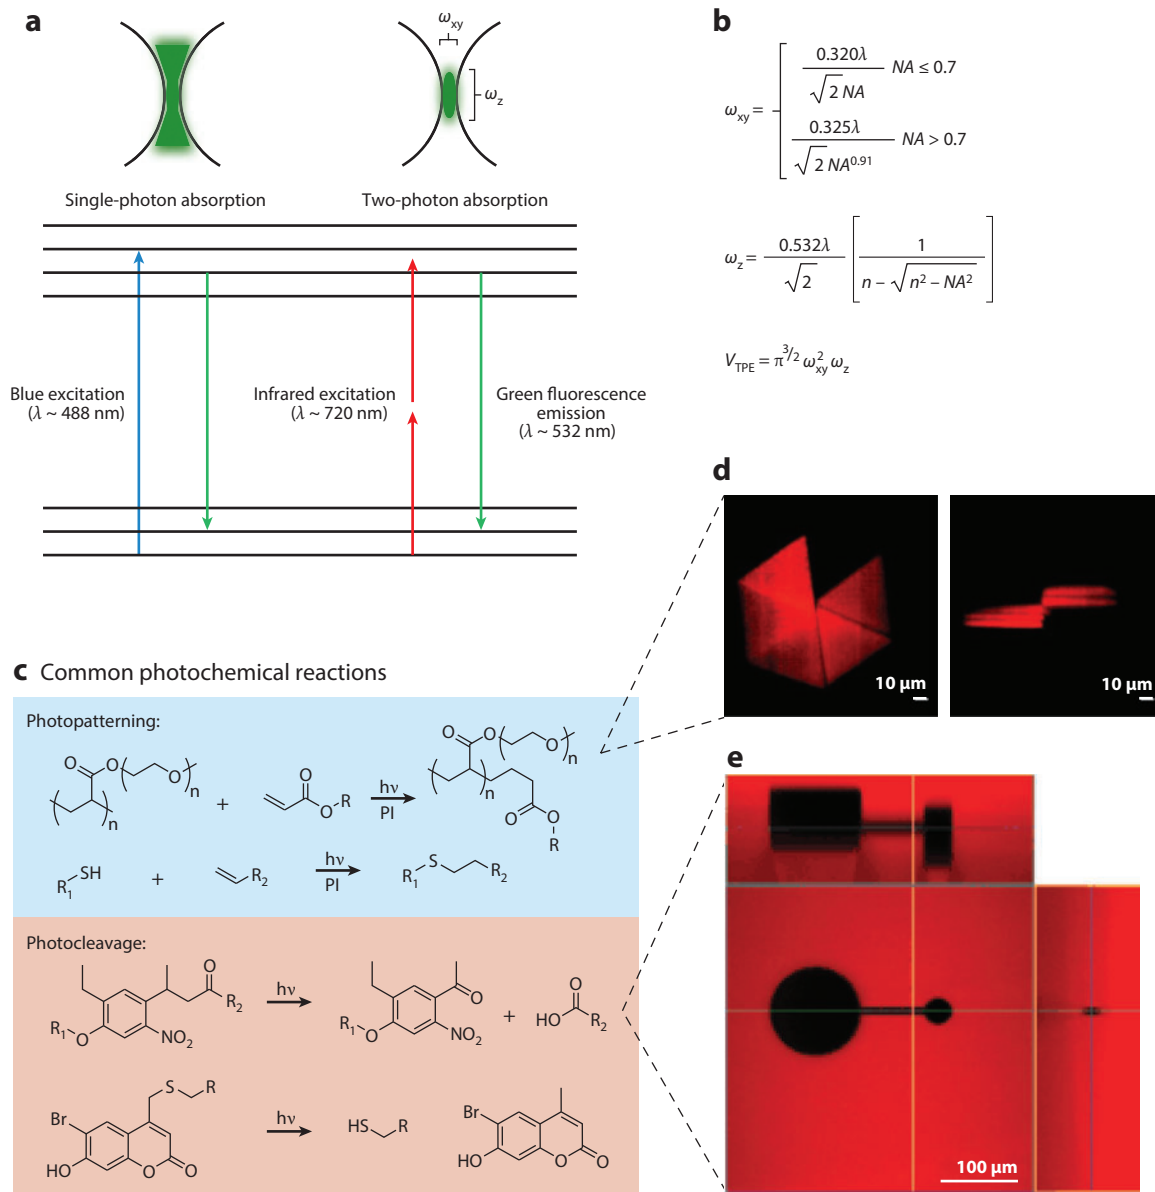 a
ω_xy
ω_z
Single-photon absorption
Two-photon absorption
Blue excitation
(λ ~ 488 nm)
Infrared excitation
(λ ~ 720 nm)
Green fluorescence
emission
(λ ~ 532 nm)
b
ω_xy = 0.320λ / √2 NA  NA ≤ 0.7
0.325λ / √2 NA^0.91  NA > 0.7
ω_z = 0.532λ / √2 [1 / n – √n² – NA²]
V_TPE = π^3/2 ω²_xy ω_z
c Common photochemical reactions
Photopatterning:
O O ( O )n
( )n
+
O O R
hν
PI
O O ( O )n
( )n
O O R
R₁ SH
+
R₂
hν
PI
R₁ S R₂
Photocleavage:
O R₂ R₁ O NO₂
hν
O R₁ O NO₂
+
HO O R₂
S R Br HO O O
hν
HS R
Br HO O O
d
10 μm
10 μm
e
100 μm